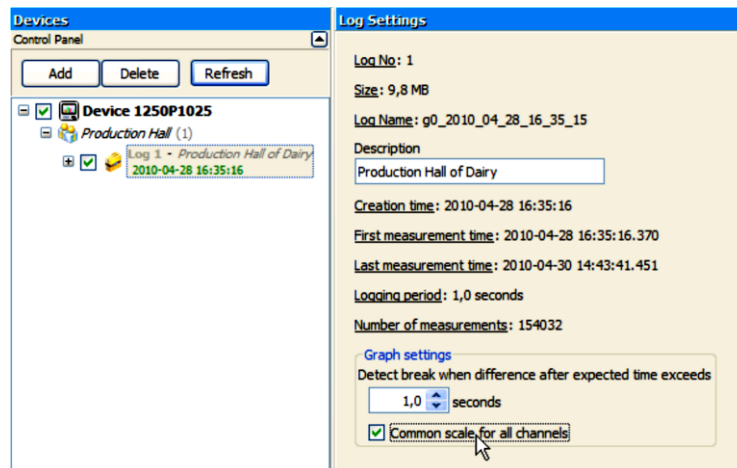 Devices
Control Panel
Add Delete Refresh
Device 1250P1025
Production Hall (1)
Log 1 - Production Hall of Dairy
2010-04-28 16:35:16
Log Settings
Log No: 1
Size: 9,8 MB
Log Name: g0_2010_04_28_16_35_15
Description
Production Hall of Dairy
Creation time: 2010-04-28 16:35:16
First measurement time: 2010-04-28 16:35:16.370
Last measurement time: 2010-04-30 14:43:41.451
Logging period: 1,0 seconds
Number of measurements: 154032
Graph settings
Detect break when difference after expected time exceeds
1,0 seconds
Common scale for all channels